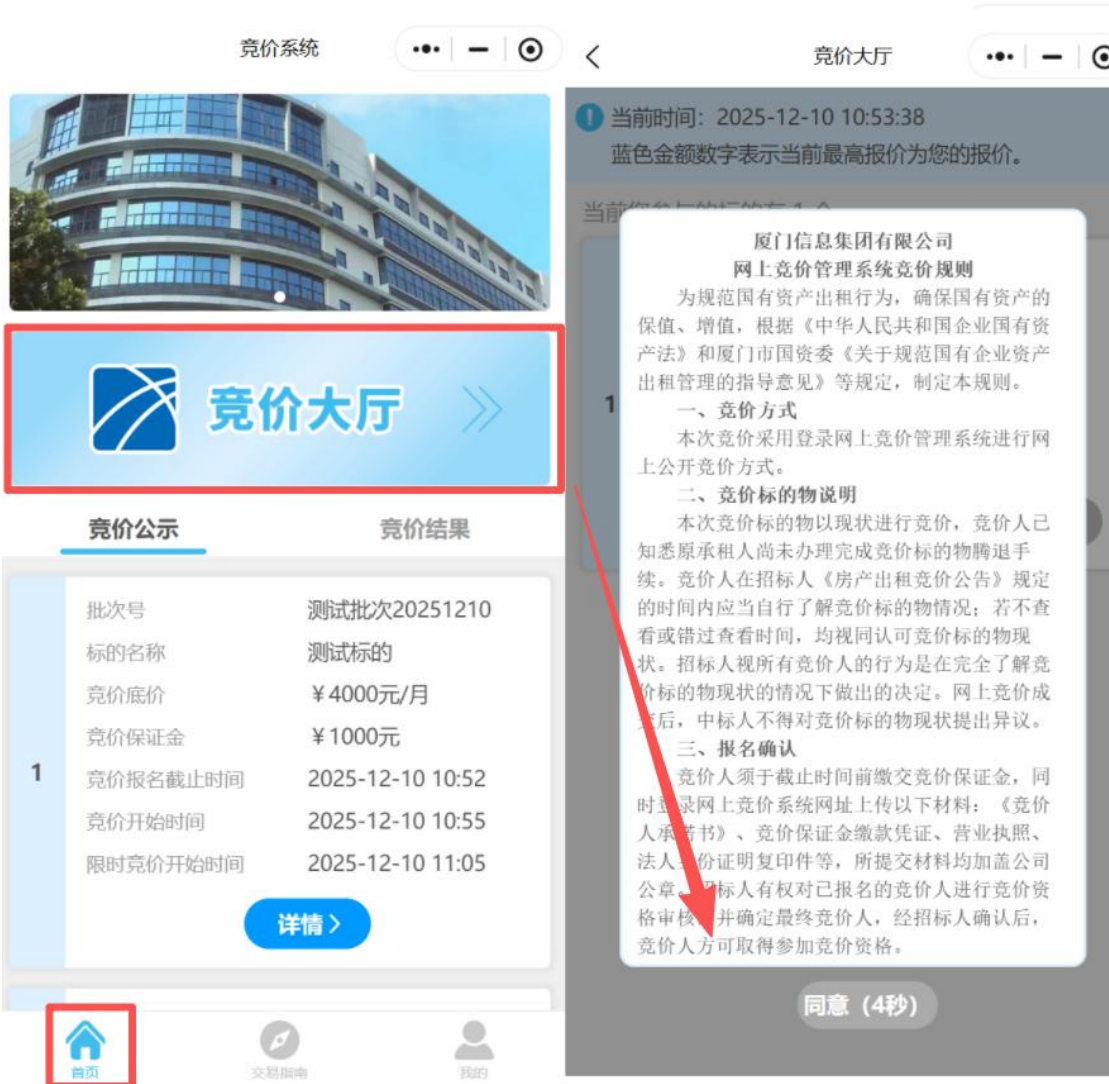 竞价系统
竞价大厅
竞价公示
竞价结果
1
批次号 测试批次20251210
标的名称 测试标的
竞价底价 ￥4000元/月
竞价保证金 ￥1000元
竞价报名截止时间 2025-12-10 10:52
竞价开始时间 2025-12-10 10:55
限时竞价开始时间 2025-12-10 11:05
详情
首页
交易指南
我的
竞价大厅
当前时间：2025-12-10 10:53:38
蓝色金额数字表示当前最高报价为您的报价。
1
厦门信息集团有限公司
网上竞价管理系统竞价规则
为规范国有资产出租行为，确保国有资产的
保值、增值，根据《中华人民共和国企业国有资
产法》和厦门市国资委《关于规范国有企业资产
出租管理的指导意见》等规定，制定本规则。
一、竞价方式
本次竞价采用登录网上竞价管理系统进行网
上公开竞价方式。
二、竞价标的物说明
本次竞价标的物以现状进行竞价，竞价人已
知悉原承租人尚未办理完成竞价标的物腾退手
续。竞价人在招标人《房产出租竞价公告》规定
的时间内应当自行了解竞价标的物情况；若不查
看或错过查看时间，均视同认可竞价标的物现
状。招标人视所有竞价人的行为是在完全了解竞
价标的物现状的情况下做出的决定。网上竞价成
交后，中标人不得对竞价标的物现状提出异议。
三、报名确认
竞价人须于截止时间前缴交竞价保证金，同
时登录网上竞价系统网址上传以下材料：《竞价
人承诺书》、竞价保证金缴款凭证、营业执照、
法人身份证明复印件等，所提交材料均加盖公司
公章。招标人有权对已报名的竞价人进行竞价资
格审核，并确定最终竞价人，经招标人确认后，
竞价人方可取得参加竞价资格。
同意（4秒）